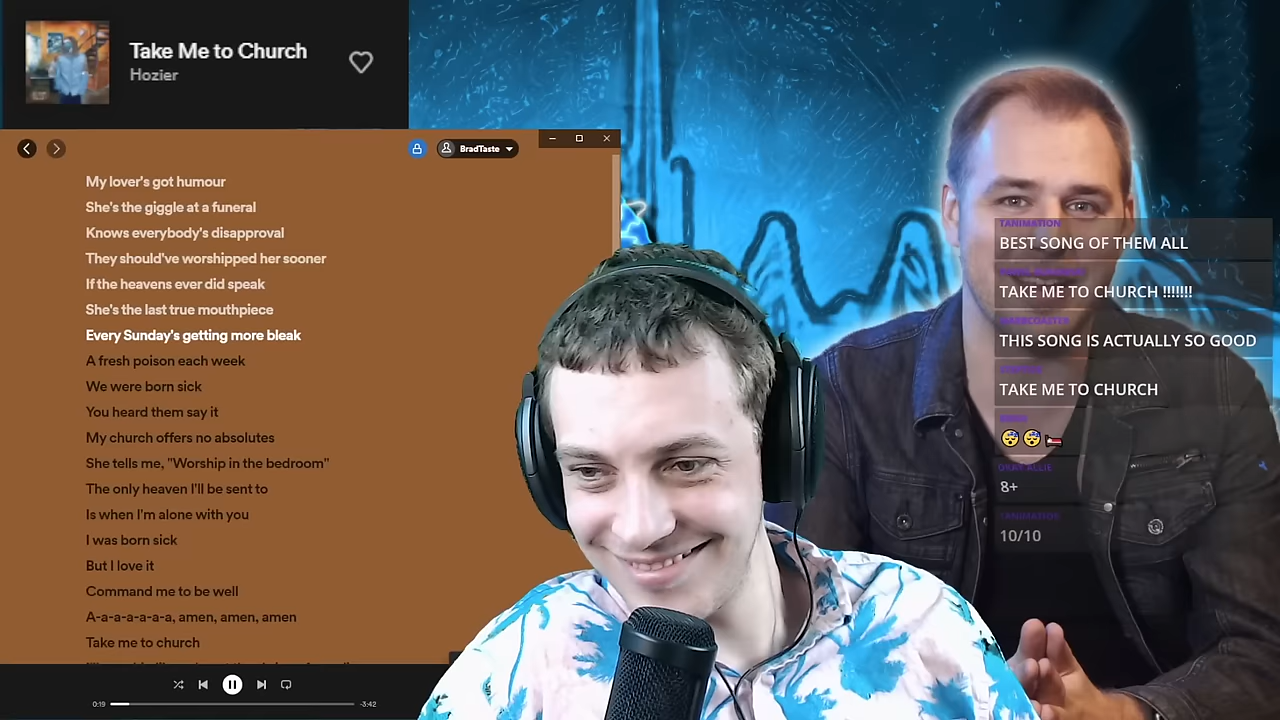 Take Me to Church
Hozier
BradTaste
My lover's got humour
She's the giggle at a funeral
Knows everybody's disapproval
They should've worshipped her sooner
If the heavens ever did speak
She's the last true mouthpiece
Every Sunday's getting more bleak
A fresh poison each week
We were born sick
You heard them say it
My church offers no absolutes
She tells me, "Worship in the bedroom"
The only heaven I'll be sent to
Is when I'm alone with you
I was born sick
But I love it
Command me to be well
A-a-a-a-a-a-a, amen, amen, amen
Take me to church
0:19
-3:42
TANIMATION
BEST SONG OF THEM ALL
TAKE ME TO CHURCH !!!!!!!
THIS SONG IS ACTUALLY SO GOOD
TAKE ME TO CHURCH
OKAY ALLIE
8+
TANIMATION
10/10